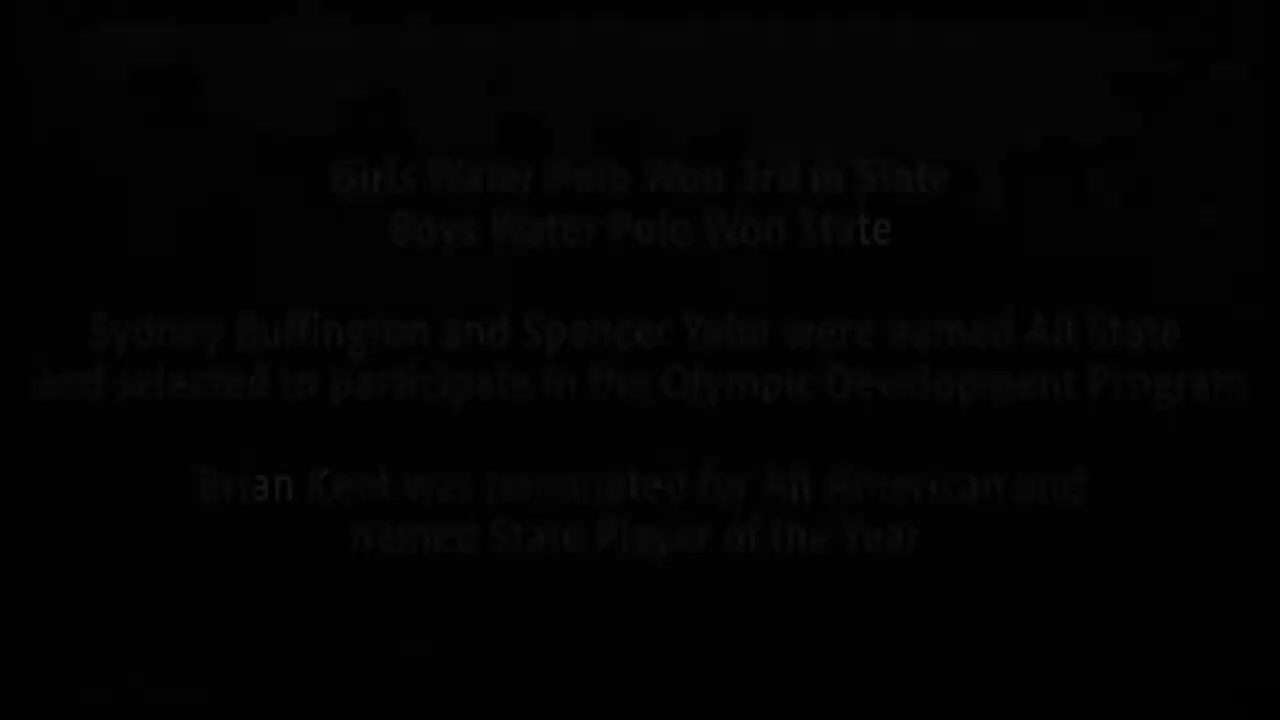 Girls Water Polo Won 3rd in State
Boys Water Polo Won State
Sydney Buffington and Spencer were named All State
and selected to participate in the Olympic Development Program
Brian Kent was nominated for All American and
named State Player of the Year